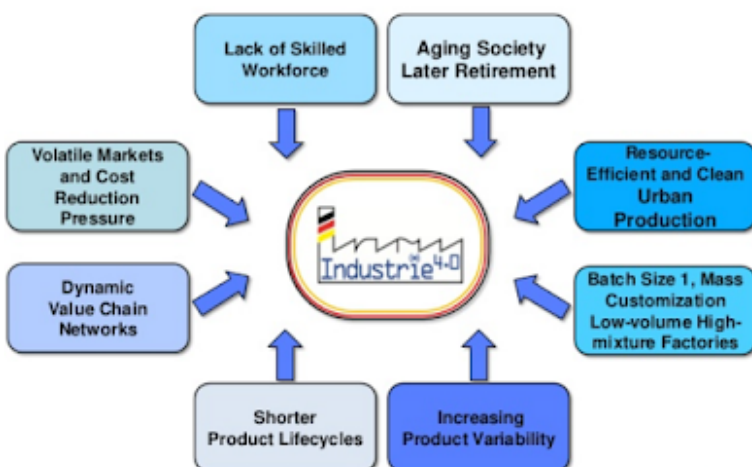 Lack of Skilled
Workforce
Aging Society
Later Retirement
Volatile Markets
and Cost
Reduction
Pressure
Resource-
Efficient and Clean
Urban
Production
Industrie 4.0
Dynamic
Value Chain
Networks
Batch Size 1, Mass
Customization
Low-volume High-
mixture Factories
Shorter
Product Lifecycles
Increasing
Product Variability